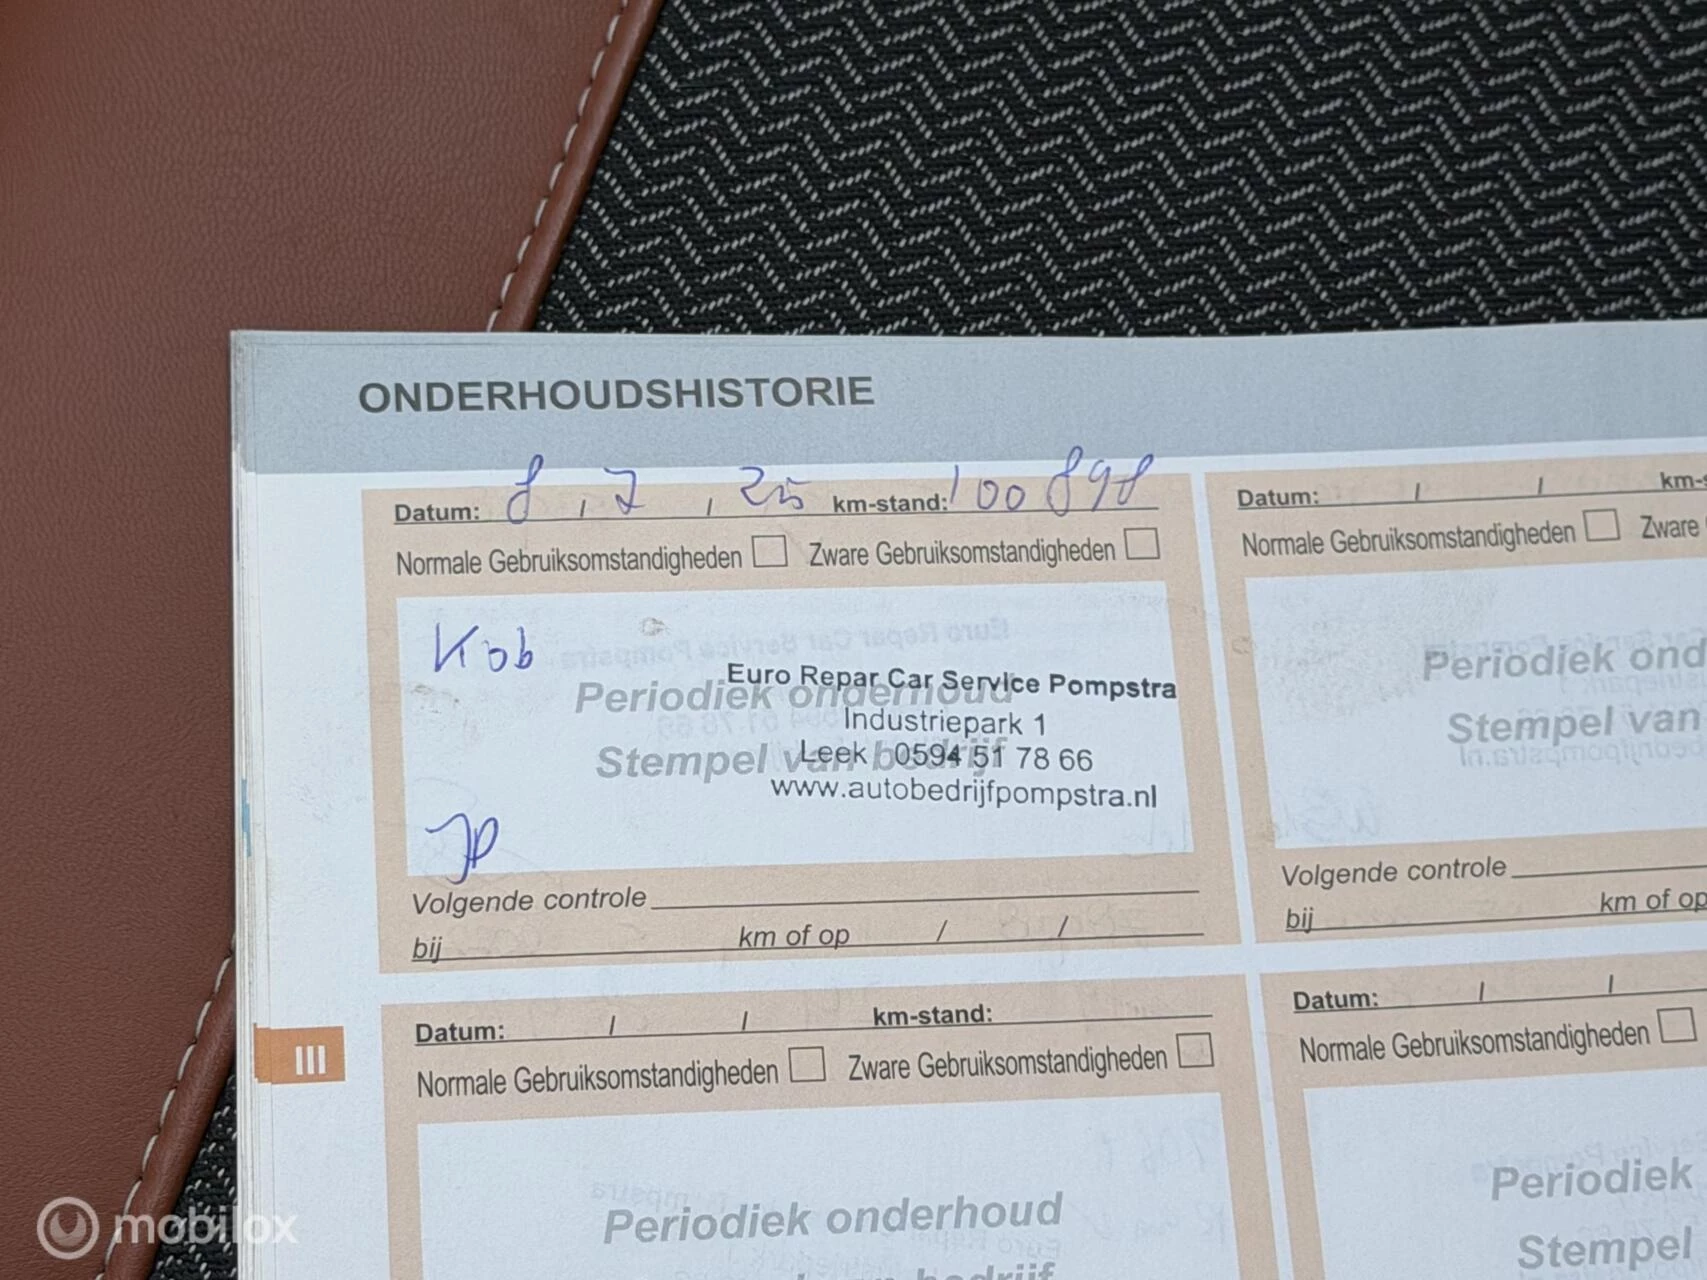 ONDERHOUDSHISTORIE
Datum: 8 / 7 / 25 km-stand: 100 898
Normale Gebruiksomstandigheden Zware Gebruiksomstandigheden
Kob
Euro Repar Car Service Pompstra
Periodiek onderhoud
Industriepark 1
Stempel van bedrijf
Leek 0594 51 78 66
www.autobedrijfpompstra.nl
JP
Volgende controle
bij km of op / /
Datum: / / km-
Normale Gebruiksomstandigheden Zware
Periodiek ond
Stempel van
Volgende controle
bij km of op
III
Datum: / / km-stand:
Normale Gebruiksomstandigheden Zware Gebruiksomstandigheden
Periodiek onderhoud
bedrijf
Datum: / /
Normale Gebruiksomstandigheden
Periodiek
Stempel
mobilox